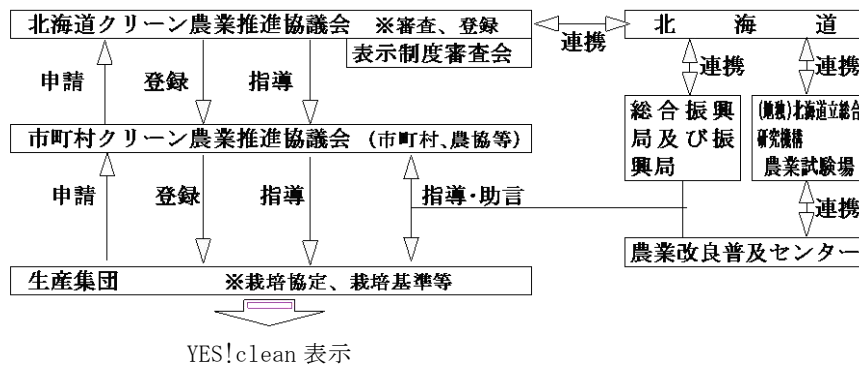 北海道クリーン農業推進協議会 ※審査、登録
表示制度審査会
連携
北 海 道
申請
登録
指導
連携
連携
総合振興
局及び振
興局
(地独)北海道立総合
研究機構
農業試験場
市町村クリーン農業推進協議会 (市町村、農協等)
申請
登録
指導
指導・助言
連携
農業改良普及センター
生産集団 ※栽培協定、栽培基準等
YES!clean 表示